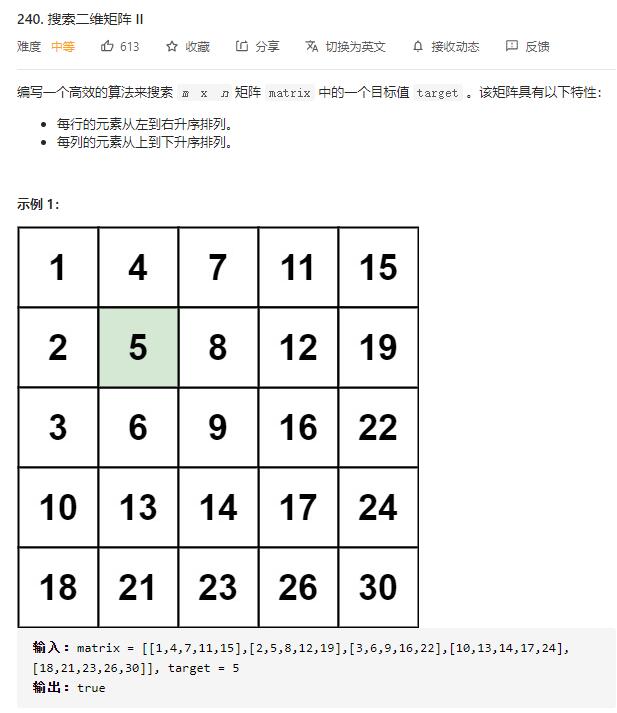 240. 搜索二维矩阵 II
难度 中等 613 收藏 分享 切换为英文 接收动态 反馈
编写一个高效的算法来搜索 m x n 矩阵 matrix 中的一个目标值 target 。该矩阵具有以下特性：
每行的元素从左到右升序排列。
每列的元素从上到下升序排列。
示例 1：
1 4 7 11 15
2 5 8 12 19
3 6 9 16 22
10 13 14 17 24
18 21 23 26 30
输入：matrix = [[1,4,7,11,15],[2,5,8,12,19],[3,6,9,16,22],[10,13,14,17,24],
[18,21,23,26,30]], target = 5
输出：true